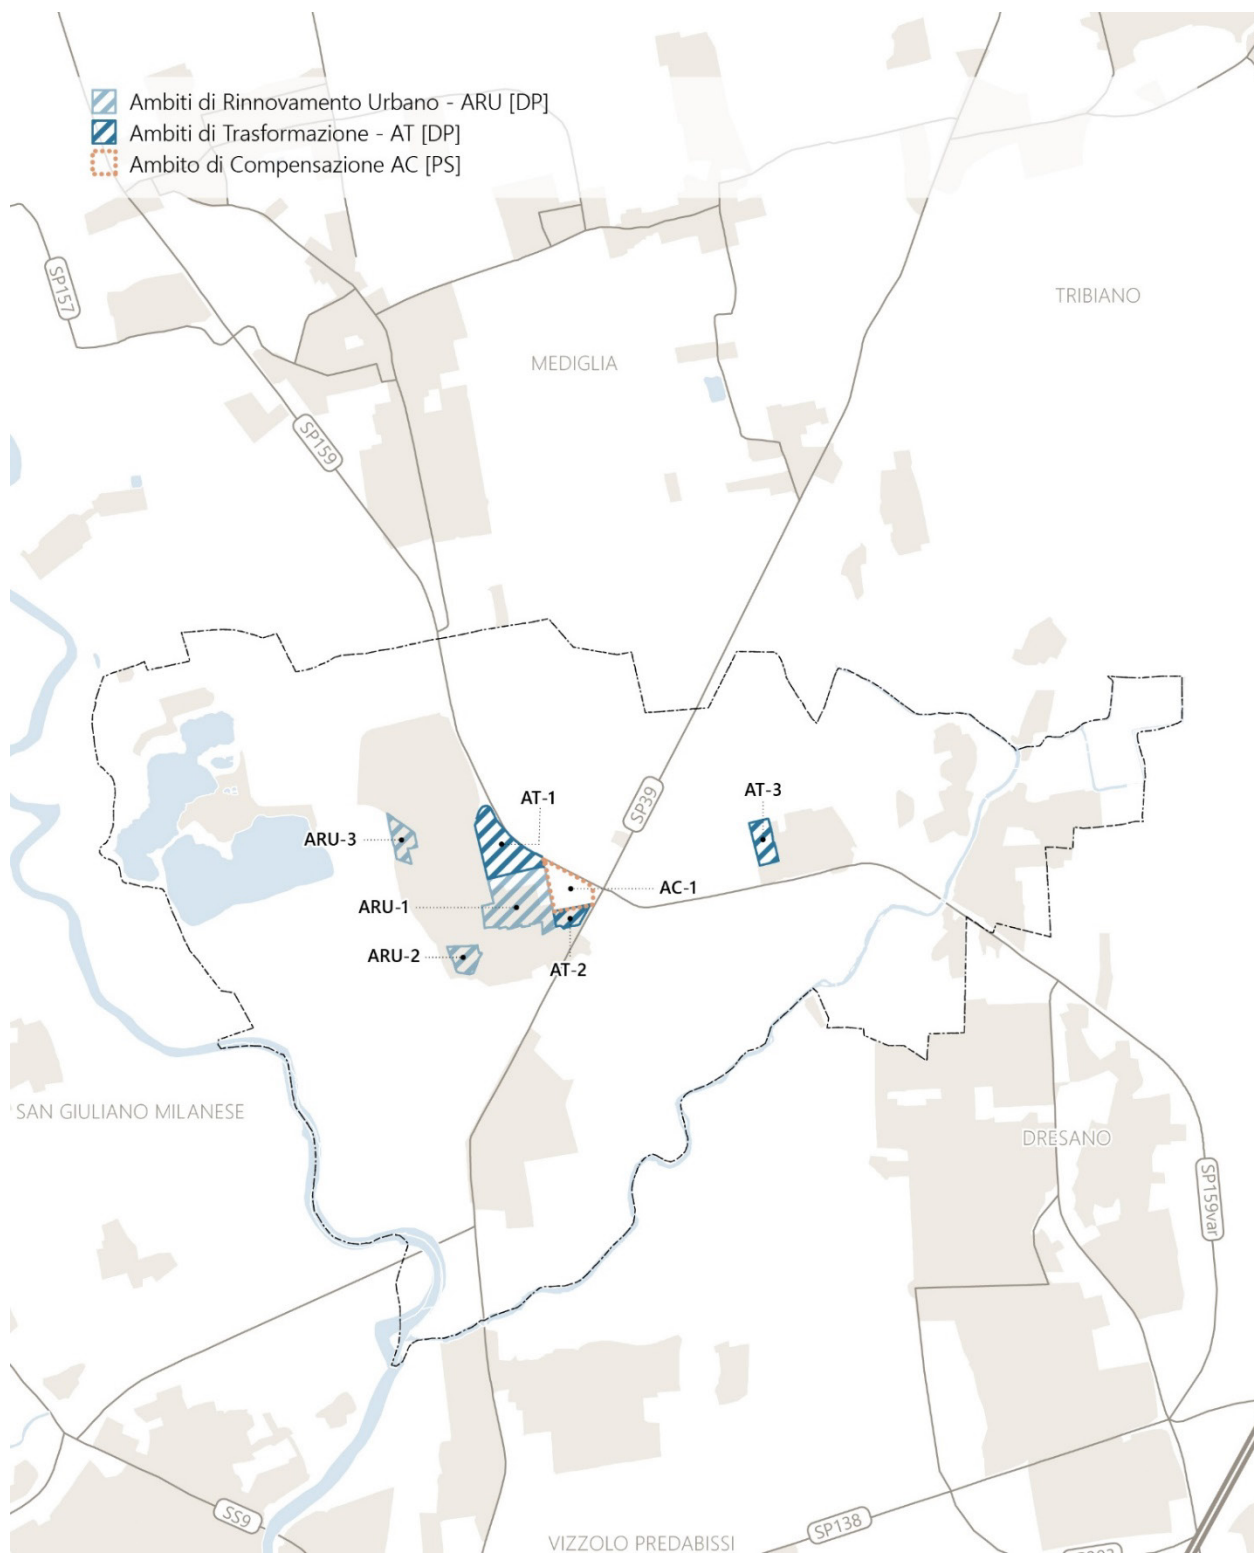 Ambiti di Rinnovamento Urbano - ARU [DP]
Ambiti di Trasformazione - AT [DP]
Ambito di Compensazione AC [PS]
SP157
TRIBIANO
MEDIGLIA
SP159
SP39
AT-1
AT-3
ARU-3
AC-1
ARU-1
ARU-2
AT-2
SAN GIULIANO MILANESE
DRESANO
SP159var
SS9
SP138
VIZZOLO PREDABISSI